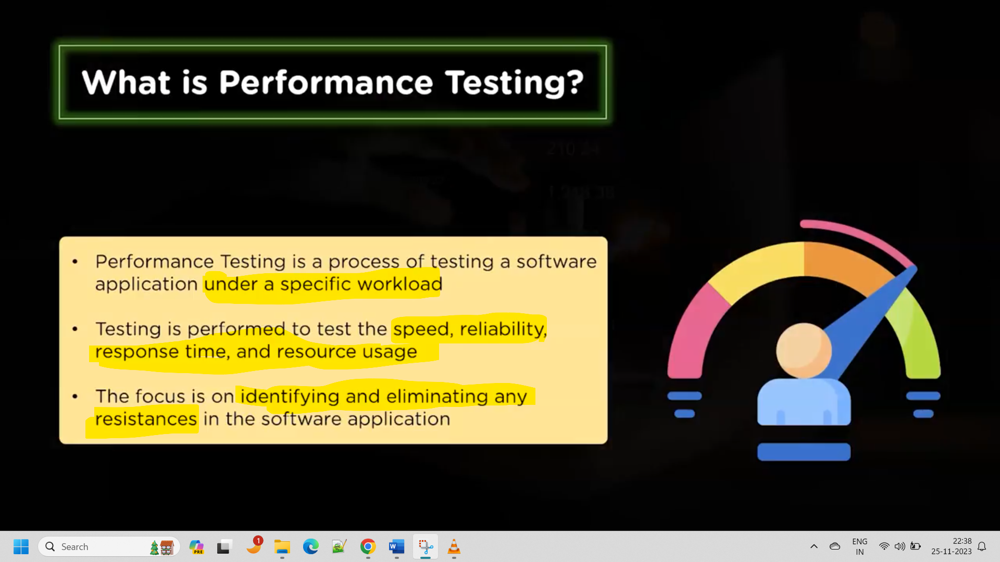 What is Performance Testing?
• Performance Testing is a process of testing a software
application under a specific workload
• Testing is performed to test the speed, reliability,
response time, and resource usage
• The focus is on identifying and eliminating any
resistances in the software application
Search
PRE
1
ENG
IN
22:38
25-11-2023